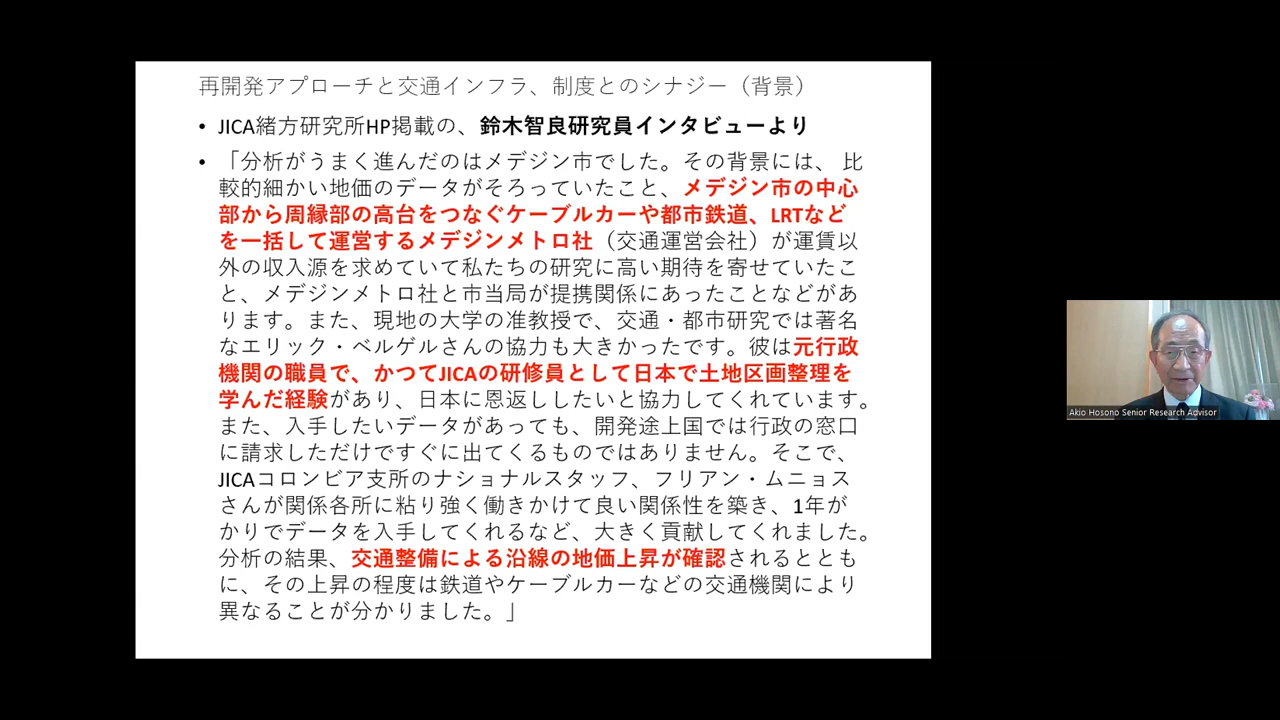 再開発アプローチと交通インフラ、制度とのシナジー（背景）
• JICA緒方研究所HP掲載の、鈴木智良研究員インタビューより
• 「分析がうまく進んだのはメデジン市でした。その背景には、 比
較的細かい地価のデータがそろっていたこと、メデジン市の中心
部から周縁部の高台をつなぐケーブルカーや都市鉄道、LRTなど
を一括して運営するメデジンメトロ社（交通運営会社）が運賃以
外の収入源を求めていて私たちの研究に高い期待を寄せていたこ
と、メデジンメトロ社と市当局が提携関係にあったことなどがあ
ります。また、現地の大学の准教授で、交通・都市研究では著名
なエリック・ベルゲルさんの協力も大きかったです。彼は元行政
機関の職員で、かつてJICAの研修員として日本で土地区画整理を
学んだ経験があり、日本に恩返ししたいと協力してくれています。
また、入手したいデータがあっても、開発途上国では行政の窓口
に請求しただけですぐに出てくるものではありません。そこで、
JICAコロンビア支所のナショナルスタッフ、フリアン・ムニョス
さんが関係各所に粘り強く働きかけて良い関係性を築き、1年が
かりでデータを入手してくれるなど、大きく貢献してくれました。
分析の結果、交通整備による沿線の地価上昇が確認されるととも
に、その上昇の程度は鉄道やケーブルカーなどの交通機関により
異なることが分かりました。」
Akio Hosono Senior Research Advisor